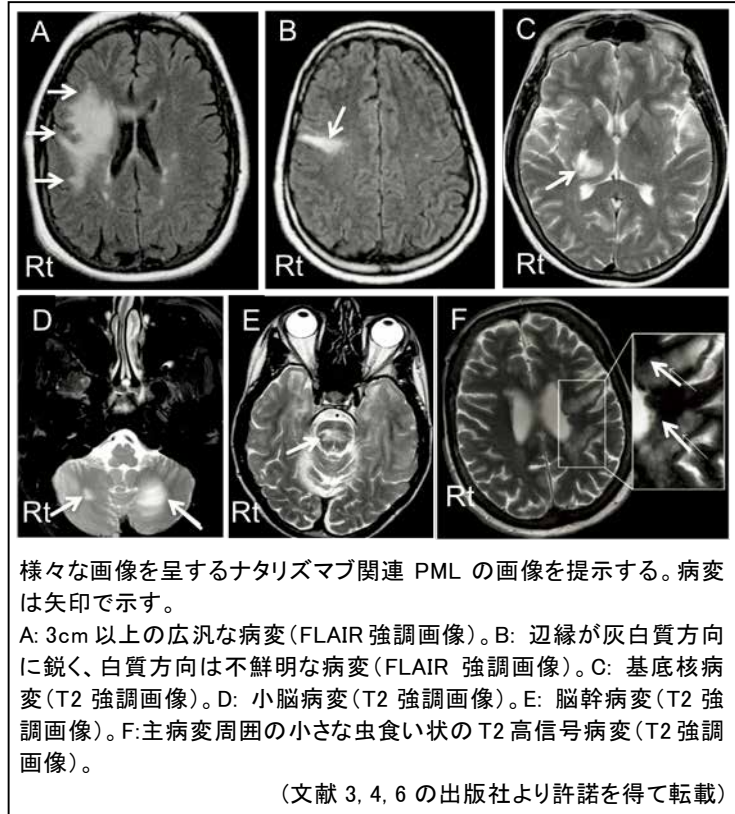 A
B
C
Rt
Rt
Rt
D
E
F
Rt
Rt
Rt
様々な画像を呈するナタリズマブ関連 PML の画像を提示する。病変
は矢印で示す。
A: 3cm 以上の広汎な病変(FLAIR 強調画像)。B: 辺縁が灰白質方向
に鋭く、白質方向は不鮮明な病変(FLAIR 強調画像)。C: 基底核病
変(T2 強調画像)。D: 小脳病変(T2 強調画像)。E: 脳幹病変(T2 強
調画像)。F:主病変周囲の小さな虫食い状の T2 高信号病変(T2 強調
画像)。
(文献 3, 4, 6 の出版社より許諾を得て転載)